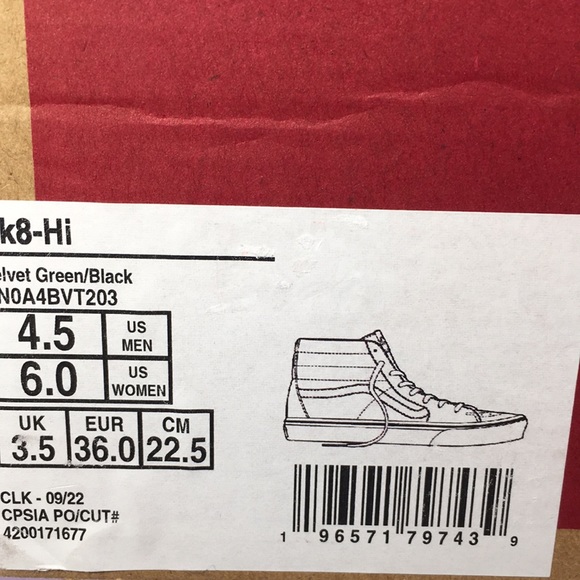 k8-Hi
elvet Green/Black
N0A4BVT203
4.5 US MEN
6.0 US WOMEN
UK EUR CM
3.5 36.0 22.5
CLK - 09/22
CPSIA PO/CUT#
4200171677
1 96571 79743 9